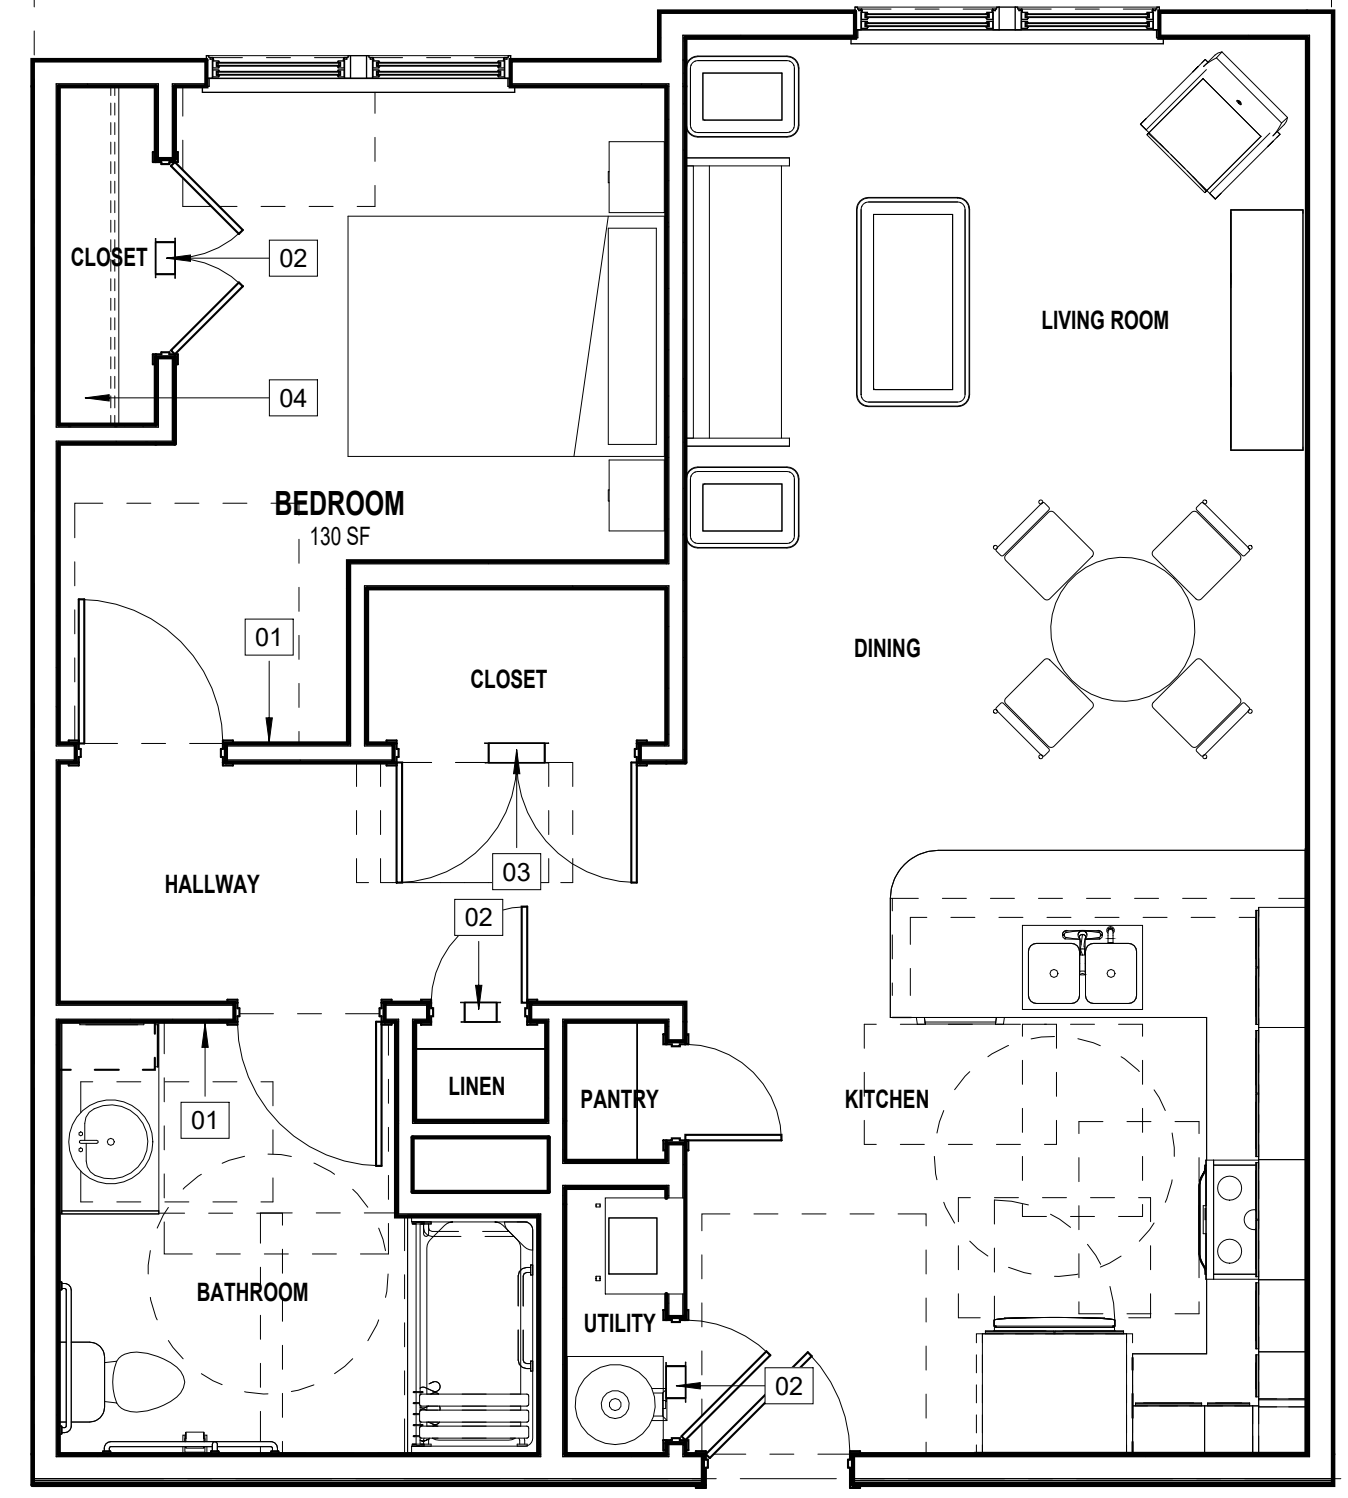 CLOSET
02
LIVING ROOM
04
BEDROOM
130 SF
01
DINING
CLOSET
03
HALLWAY
02
LINEN
PANTRY
KITCHEN
01
BATHROOM
UTILITY
02